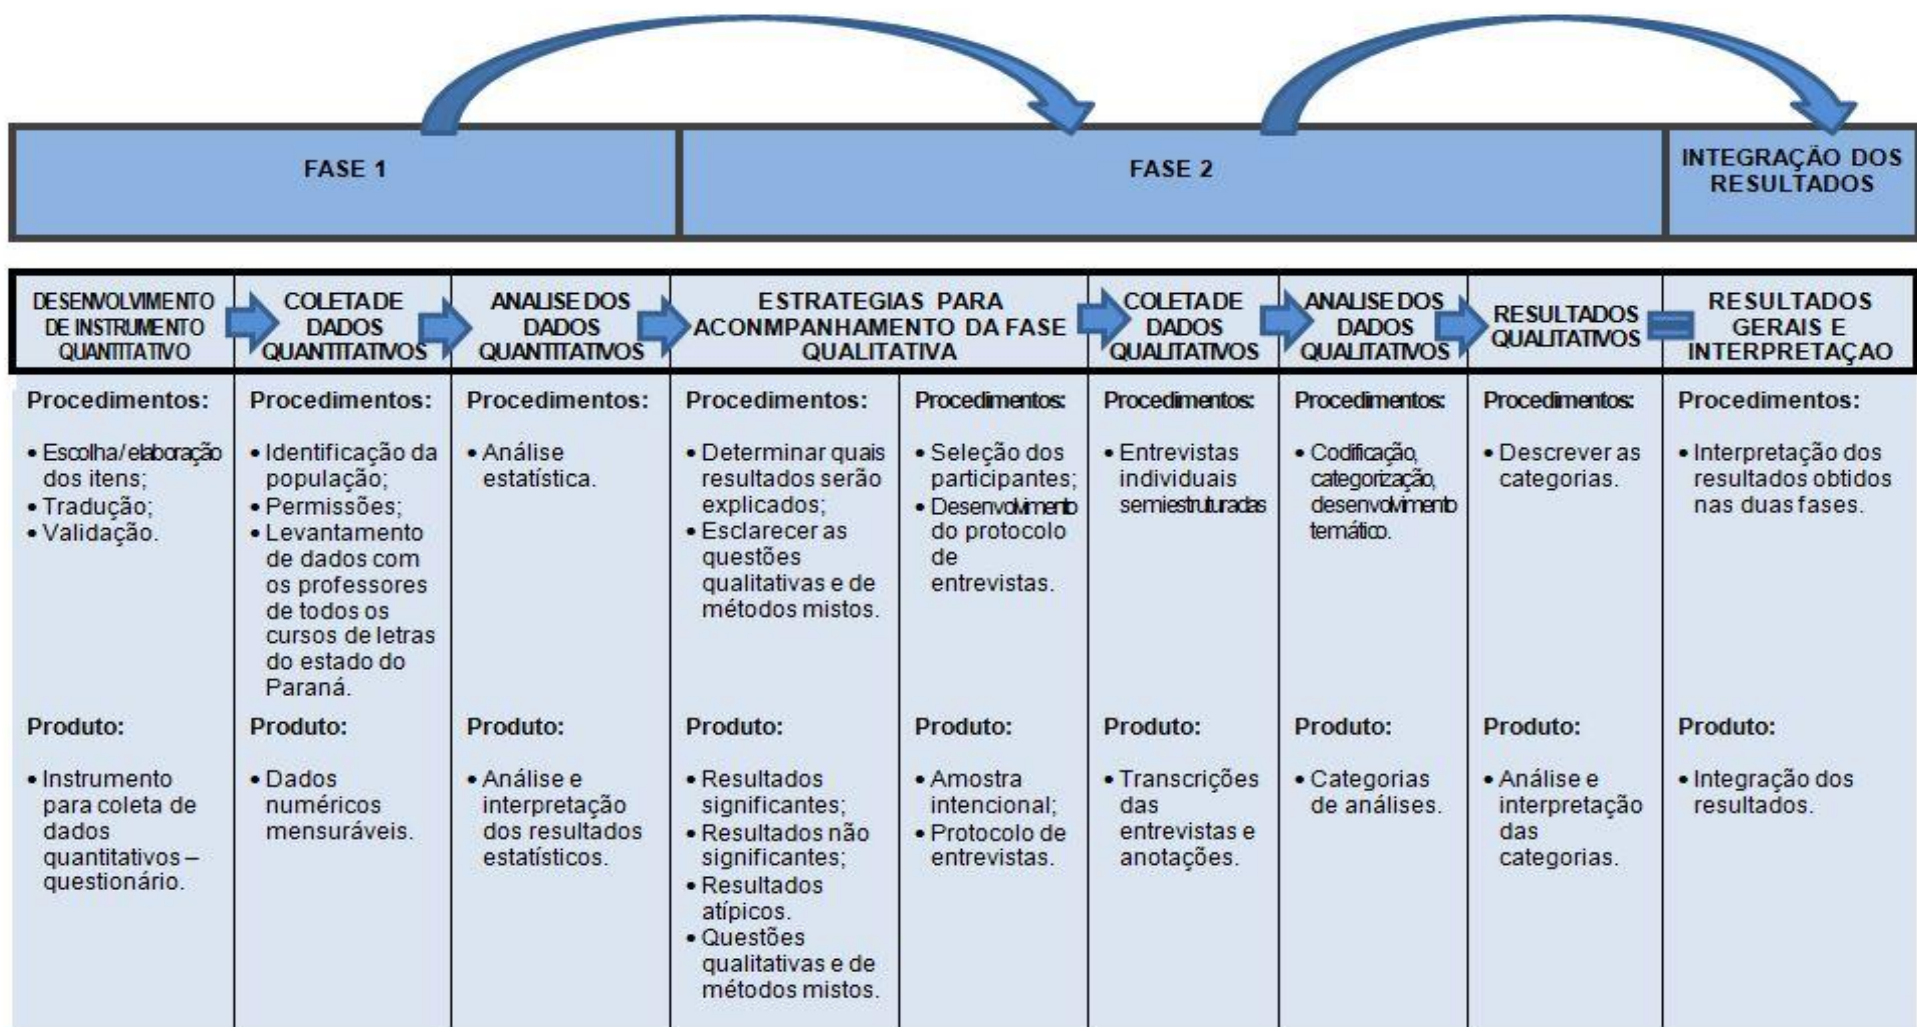 FASE 1
FASE 2
INTEGRAÇÃO DOS
RESULTADOS
DESENVOLVIMENTO
DE INSTRUMENTO
QUANTITATIVO
COLETA DE
DADOS
QUANTITATIVOS
ANALISE DOS
DADOS
QUANTITATIVOS
ESTRATEGIAS PARA
ACONMPANHAMENTO DA FASE
QUALITATIVA
COLETA DE
DADOS
QUALITATIVOS
ANALISE DOS
DADOS
QUALITATIVOS
RESULTADOS
QUALITATIVOS
RESULTADOS
GERAIS E
INTERPRETAÇAO
Procedimentos:
• Escolha/elaboração
dos itens;
• Tradução;
• Validação.
Produto:
• Instrumento
para coleta de
dados
quantitativos –
questionário.
Procedimentos:
• Identificação da
população;
• Permissões;
• Levantamento
de dados com
os professores
de todos os
cursos de letras
do estado do
Paraná.
Produto:
• Dados
numéricos
mensuráveis.
Procedimentos:
• Análise
estatística.
Produto:
• Análise e
interpretação
dos resultados
estatísticos.
Procedimentos:
• Determinar quais
resultados serão
explicados;
• Esclarecer as
questões
qualitativas e de
métodos mistos.
Produto:
• Resultados
significantes;
• Resultados não
significantes;
• Resultados
atípicos.
• Questões
qualitativas e de
métodos mistos.
Procedimentos:
• Seleção dos
participantes;
• Desenvolvimento
do protocolo
de
entrevistas.
Produto:
• Amostra
intencional;
• Protocolo de
entrevistas.
Procedimentos:
• Entrevistas
individuais
semiestruturadas
Produto:
• Transcrições
das
entrevistas e
anotações.
Procedimentos:
• Codificação,
categorização,
desenvolvimento
temático.
Produto:
• Categorias
de análises.
Procedimentos:
• Descrever as
categorias.
Produto:
• Análise e
interpretação
das
categorias.
Procedimentos:
• Interpretação dos
resultados obtidos
nas duas fases.
Produto:
• Integração dos
resultados.